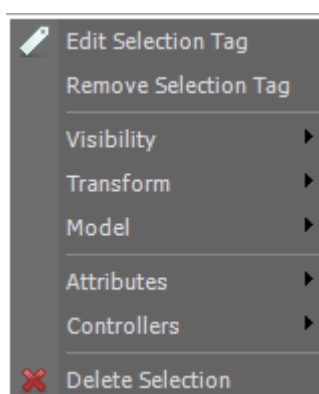 Edit Selection Tag
Remove Selection Tag
Visibility
Transform
Model
Attributes
Controllers
Delete Selection